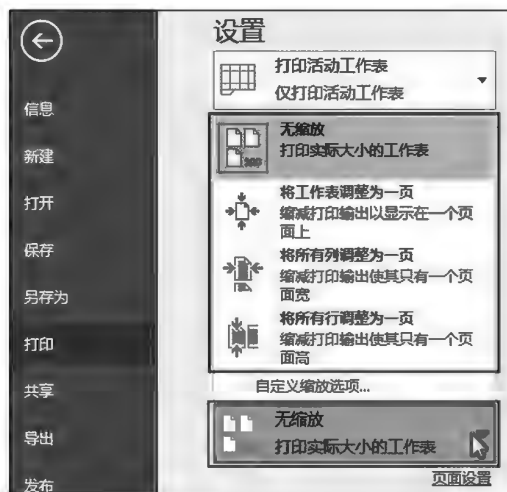 信息
新建
打开
保存
另存为
打印
共享
导出
发布
设置
打印活动工作表
仅打印活动工作表
无缩放
打印实际大小的工作表
将工作表调整为一页
缩减打印输出以显示在一个页
面上
将所有列调整为一页
缩减打印输出使其只有一个页
面宽
将所有行调整为一页
缩减打印输出使其只有一个页
面高
自定义缩放选项...
无缩放
打印实际大小的工作表
页面设置